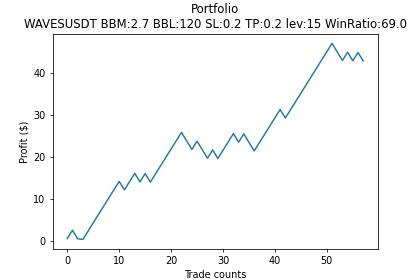 Portfolio
WAVESUSDT BBM:2.7 BBL:120 SL:0.2 TP:0.2 lev:15 WinRatio:69.0
40
30
20
10
0
Profit ($)
0 10 20 30 40 50
Trade counts